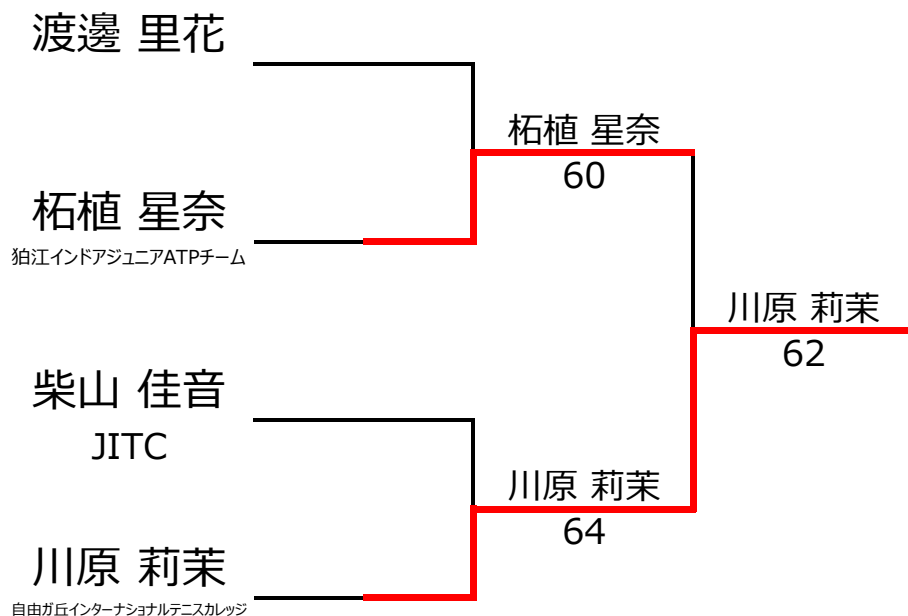 渡邊 里花
柘植 星奈
60
柘植 星奈
狛江インドアジュニアATPチーム
川原 莉茉
62
柴山 佳音
JITC
川原 莉茉
64
川原 莉茉
自由ガ丘インターナショナルテニスカレッジ